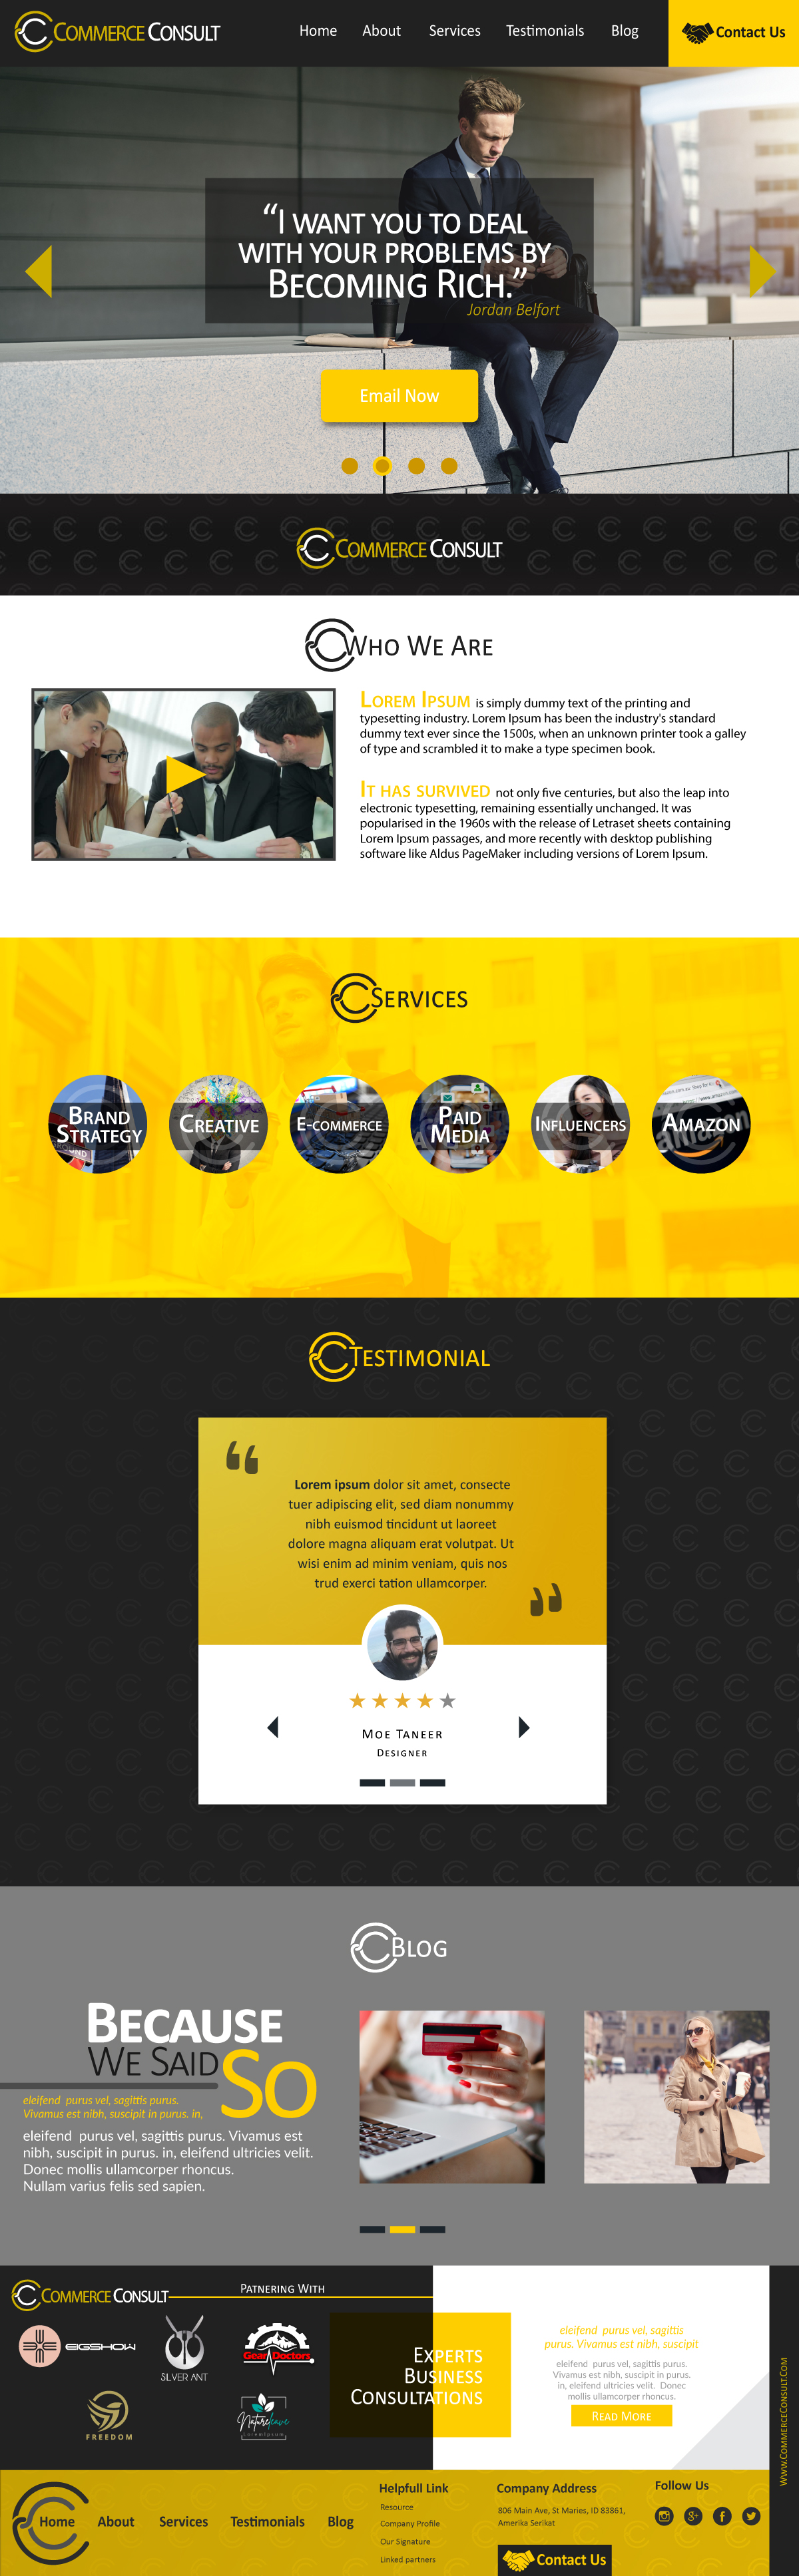 COMMERCE CONSULT
Home About Services Testimonials Blog
Contact Us
“I WANT YOU TO DEAL
WITH YOUR PROBLEMS BY
BECOMING RICH.”
Jordan Belfort
Email Now
COMMERCE CONSULT
WHO WE ARE
LOREM IPSUM is simply dummy text of the printing and
typesetting industry. Lorem Ipsum has been the industry's standard
dummy text ever since the 1500s, when an unknown printer took a galley
of type and scrambled it to make a type specimen book.
IT HAS SURVIVED not only five centuries, but also the leap into
electronic typesetting, remaining essentially unchanged. It was
popularised in the 1960s with the release of Letraset sheets containing
Lorem Ipsum passages, and more recently with desktop publishing
software like Aldus PageMaker including versions of Lorem Ipsum.
SERVICES
BRAND
STRATEGY
CREATIVE
E-COMMERCE
PAID
MEDIA
INFLUENCERS
AMAZON
amazon
TESTIMONIAL
Lorem ipsum dolor sit amet, consecte
tuer adipiscing elit, sed diam nonummy
nibh euismod tincidunt ut laoreet
dolore magna aliquam erat volutpat. Ut
wisi enim ad minim veniam, quis nos
trud exerci tation ullamcorper.
MOE TANEER
DESIGNER
BLOG
BECAUSE
WE SAID SO
eleifend purus vel, sagittis purus.
Vivamus est nibh, suscipit in purus. in,
eleifend purus vel, sagittis purus. Vivamus est
nibh, suscipit in purus. in, eleifend ultricies velit.
Donec mollis ullamcorper rhoncus.
Nullam varius felis sed sapien.
COMMERCE CONSULT
PATNERING WITH
BIGSHOW
SILVER ANT
Gear Doctors
FREEDOM
Natureleave
Loremipsum
EXPERTS
BUSINESS
CONSULTATIONS
eleifend purus vel, sagittis
purus. Vivamus est nibh, suscipit
eleifend purus vel, sagittis purus.
Vivamus est nibh, suscipit in purus.
in, eleifend ultricies velit. Donec
mollis ullamcorper rhoncus.
READ MORE
WWW.COMMERCECONSULT.COM
Home About Services Testimonials Blog
Helpfull Link
Resource
Company Profile
Our Signature
Linked partners
Company Address
806 Main Ave, St Maries, ID 83861,
Amerika Serikat
Contact Us
Follow Us